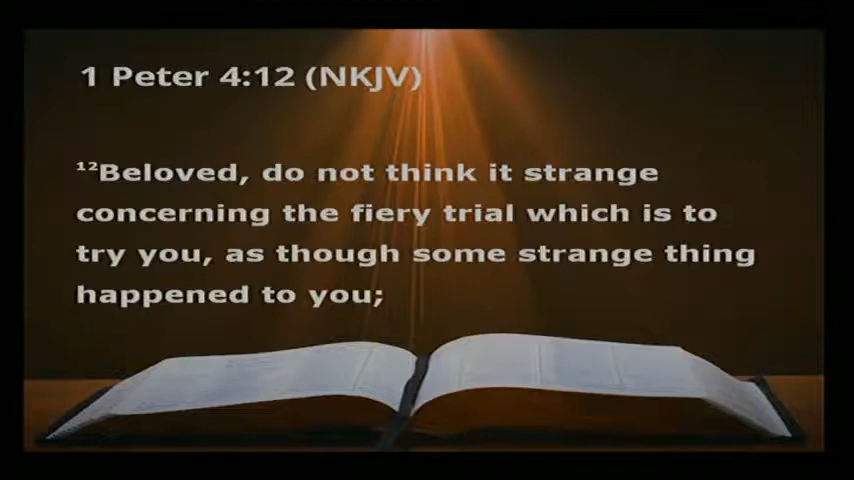 1 Peter 4:12 (NKJV)
¹²Beloved, do not think it strange
concerning the fiery trial which is to
try you, as though some strange thing
happened to you;